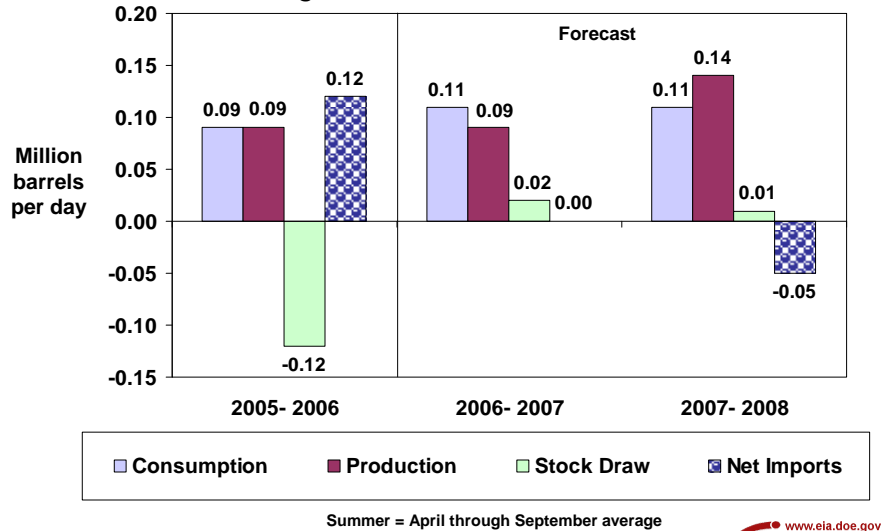 0.20
0.15
0.10
0.05
0.00
-0.05
-0.10
-0.15
Million
barrels
per day
Forecast
0.09 0.09 -0.12 0.12
0.11 0.09 0.02 0.00
0.11 0.14 0.01 -0.05
2005- 2006 2006- 2007 2007- 2008
Consumption Production Stock Draw Net Imports
Summer = April through September average
www.eia.doe.gov